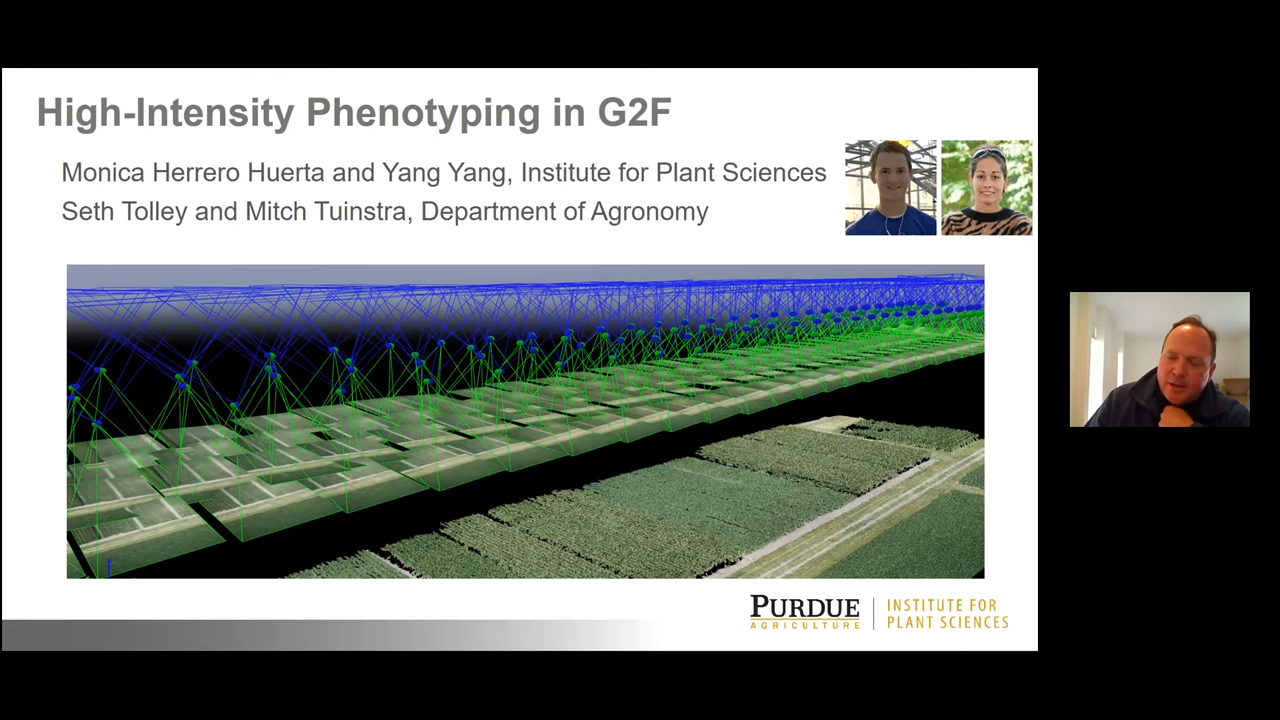 High-Intensity Phenotyping in G2F
Monica Herrero Huerta and Yang Yang, Institute for Plant Sciences
Seth Tolley and Mitch Tuinstra, Department of Agronomy
PURDUE
AGRICULTURE
INSTITUTE FOR
PLANT SCIENCES